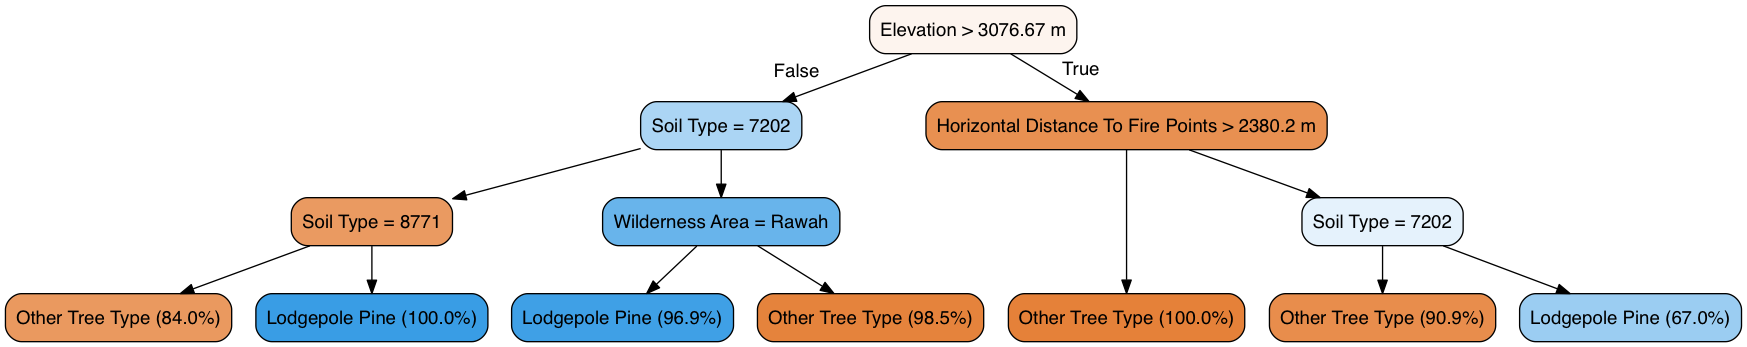 Elevation > 3076.67 m
False
True
Soil Type = 7202
Horizontal Distance To Fire Points > 2380.2 m
Soil Type = 8771
Wilderness Area = Rawah
Soil Type = 7202
Other Tree Type (84.0%)
Lodgepole Pine (100.0%)
Lodgepole Pine (96.9%)
Other Tree Type (98.5%)
Other Tree Type (100.0%)
Other Tree Type (90.9%)
Lodgepole Pine (67.0%)